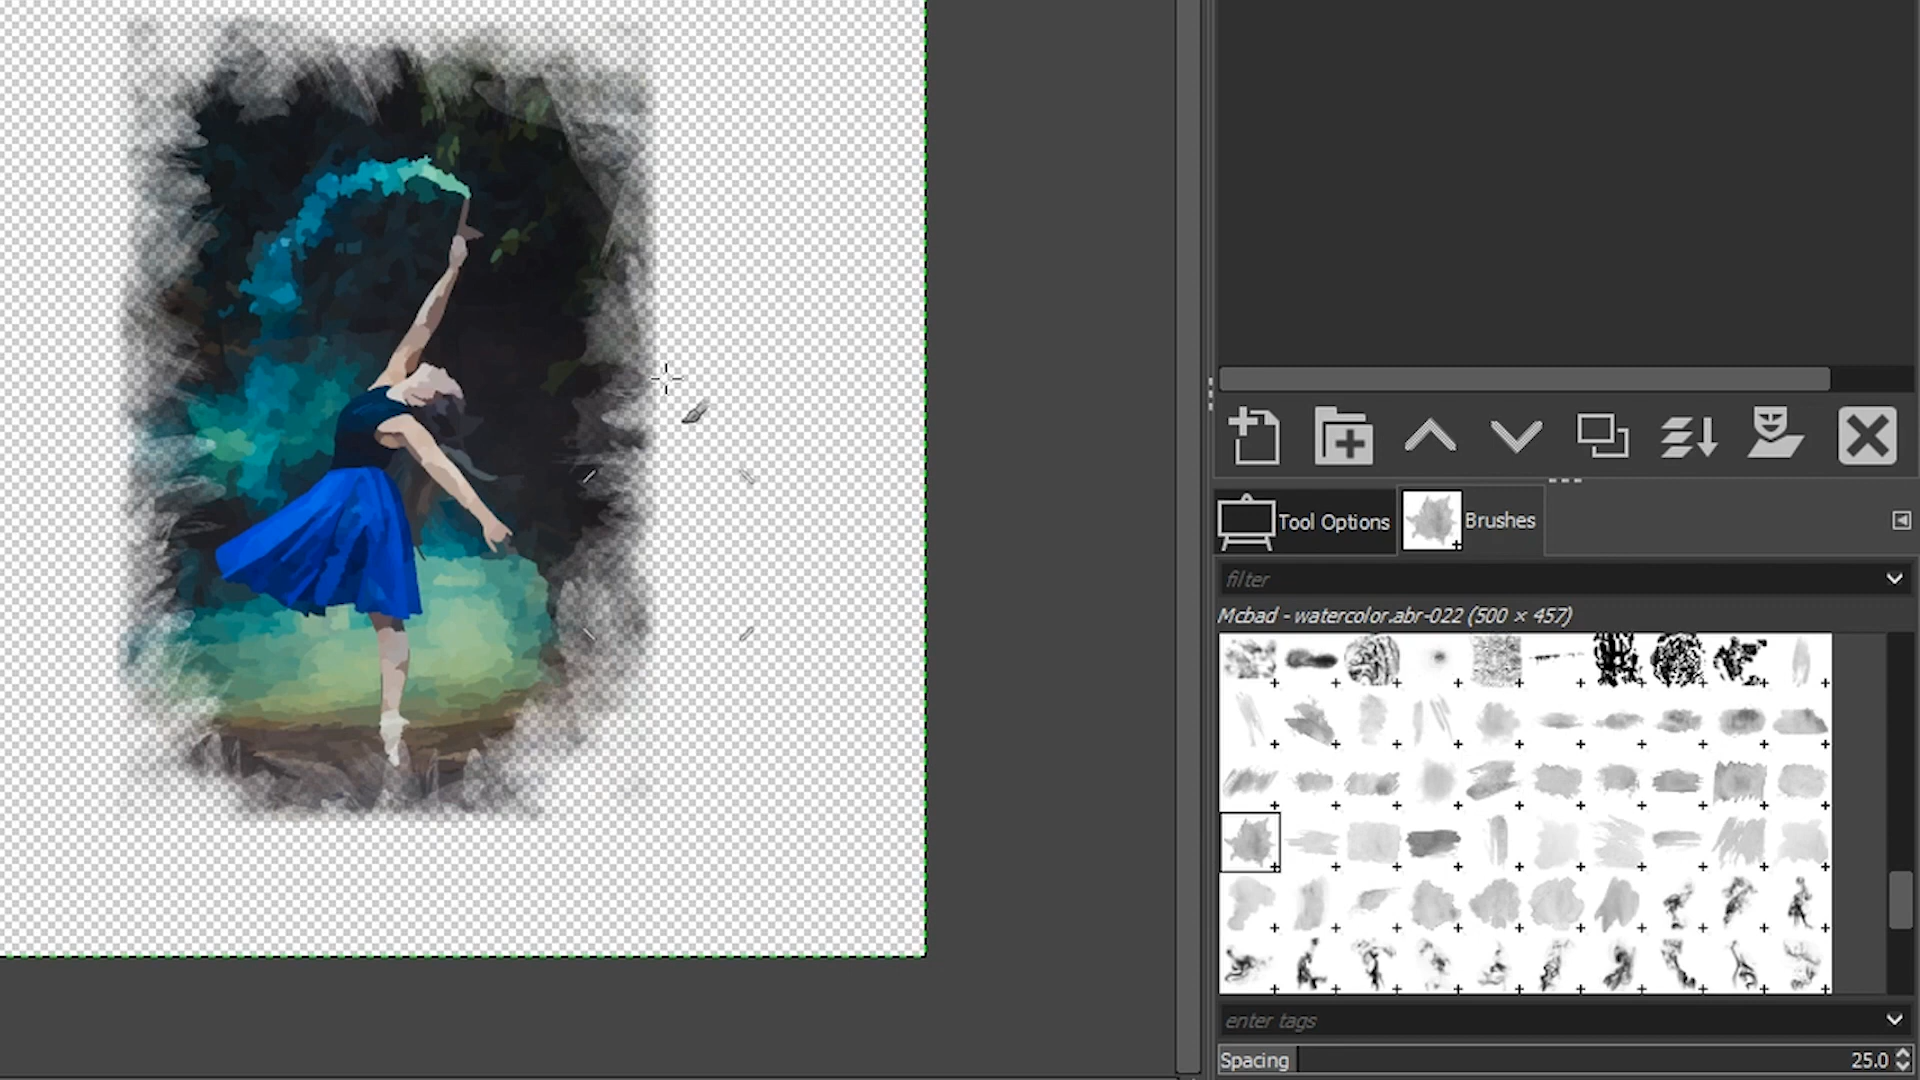 Tool Options
Brushes
filter
Mcbad - watercolor.abr-022 (500 × 457)
enter tags
Spacing
25.0